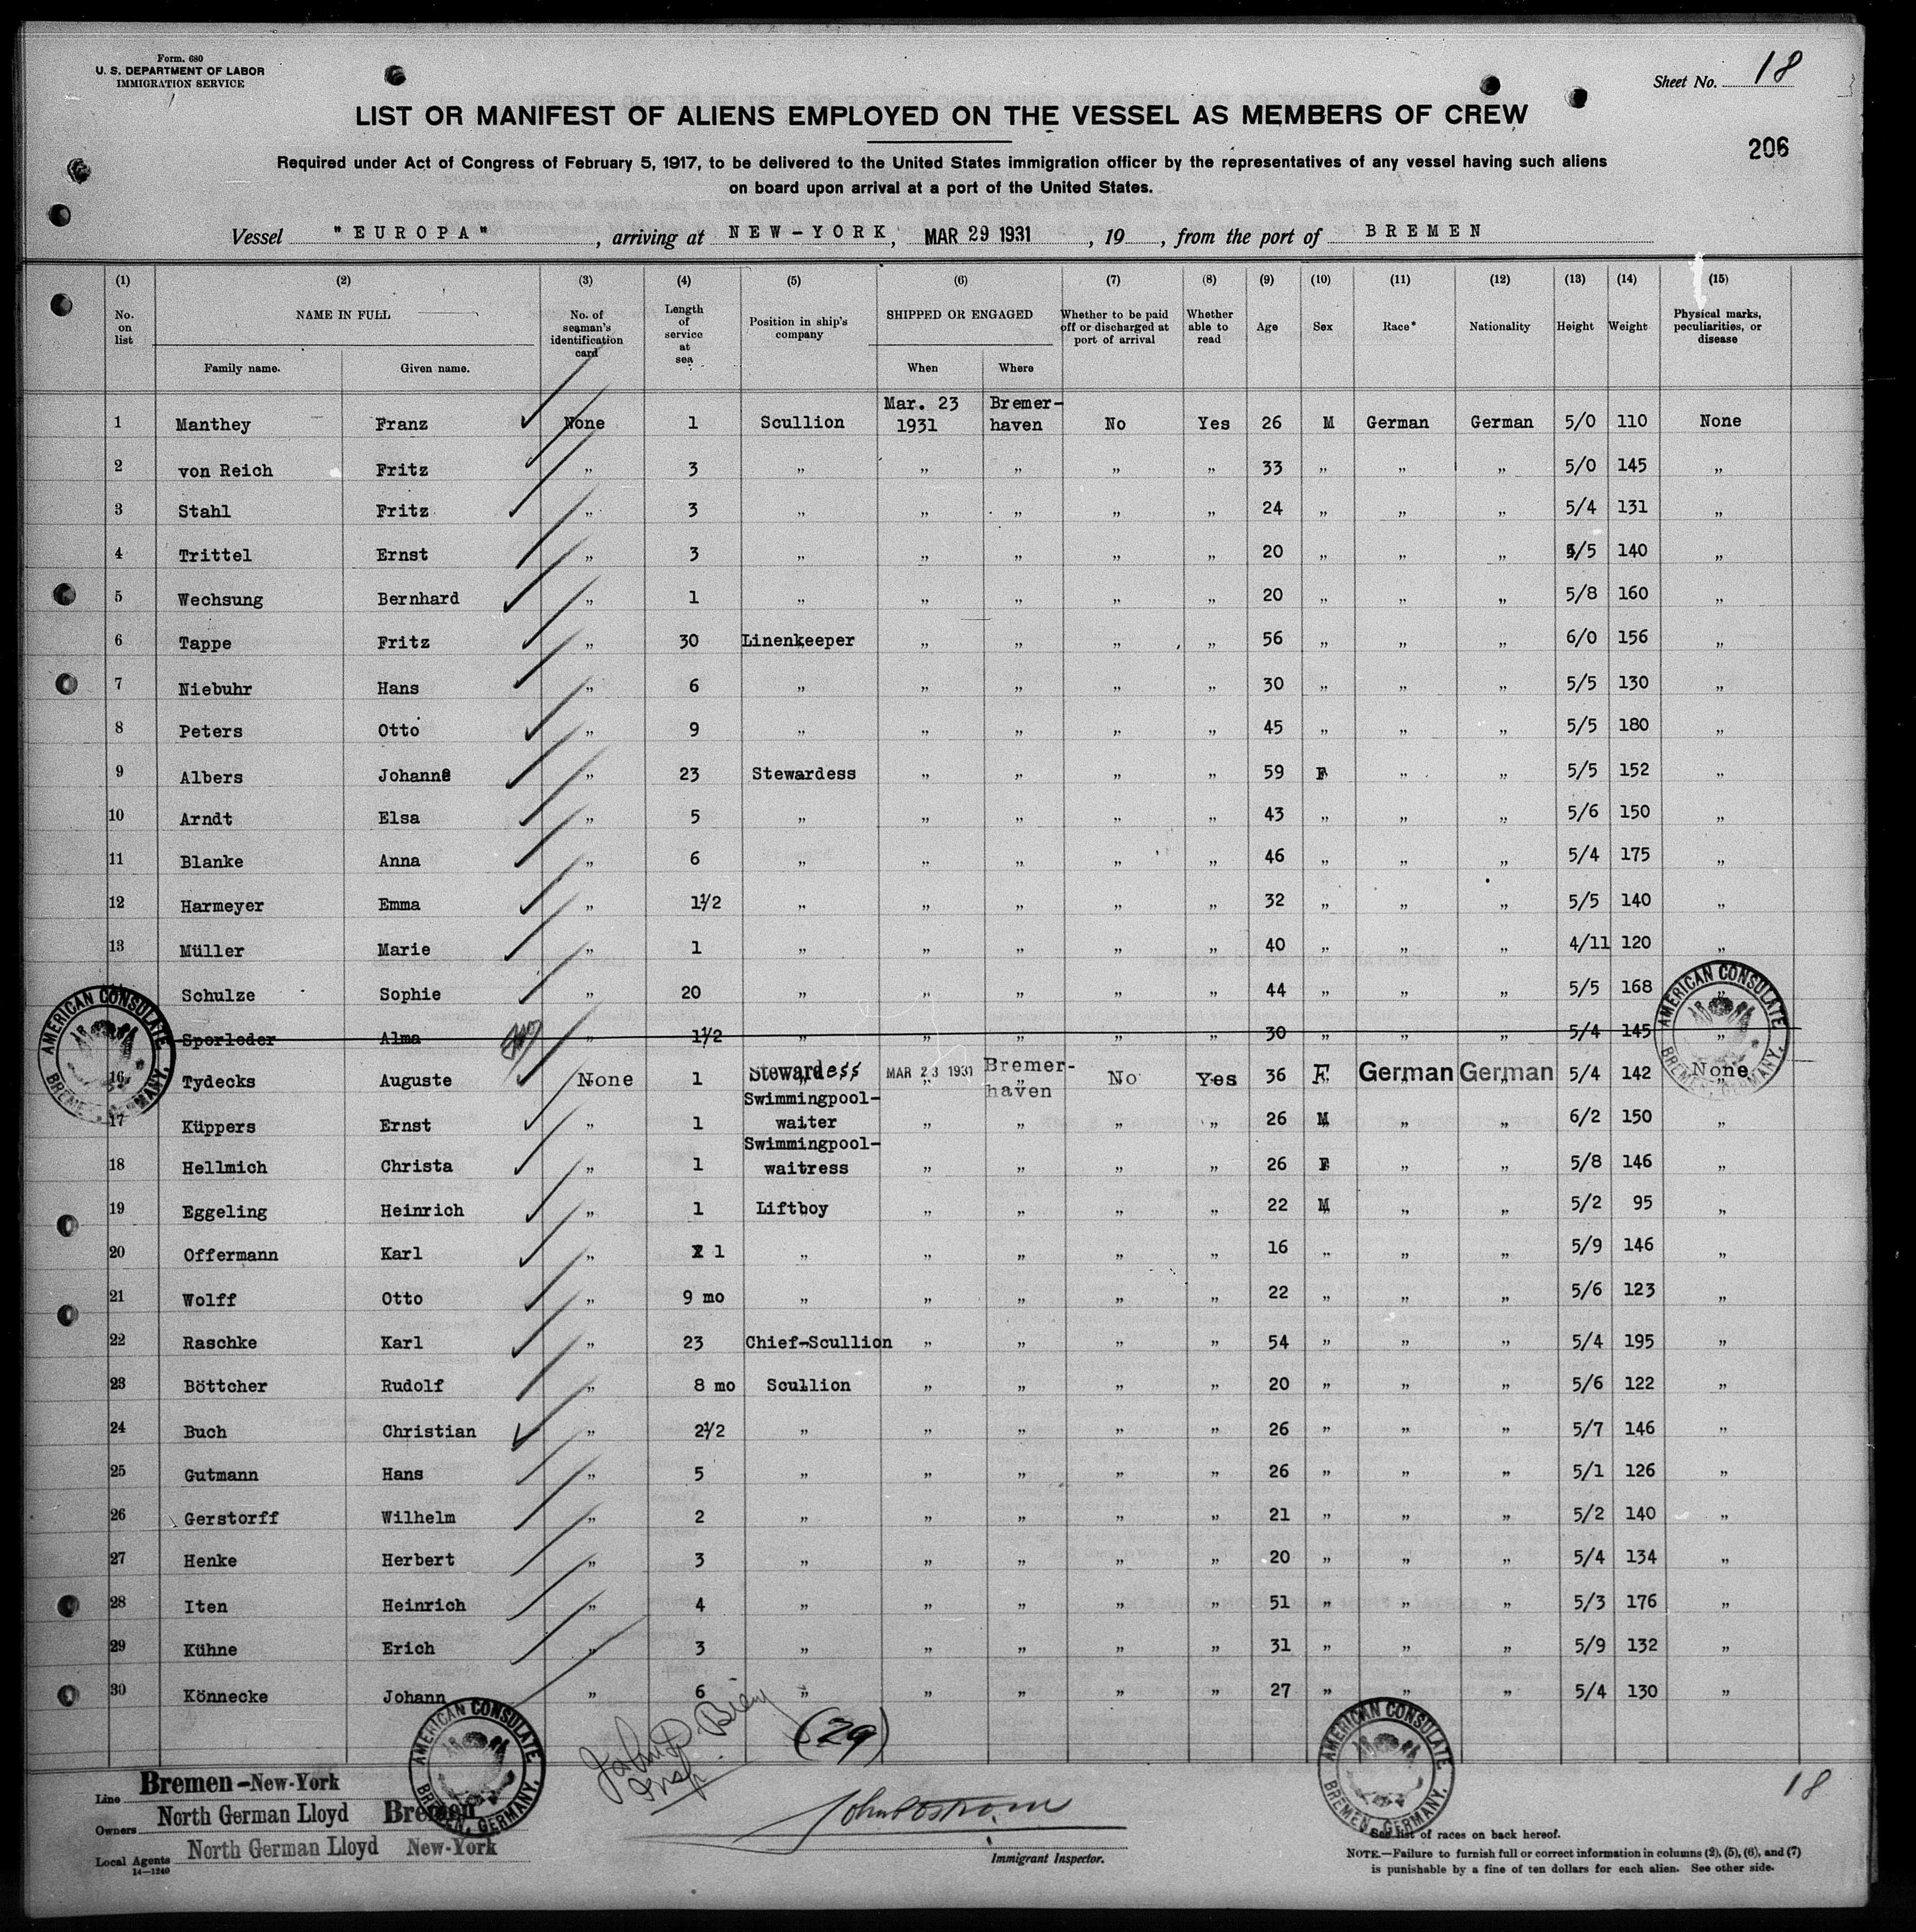 Form. 680
U. S. DEPARTMENT OF LABOR
IMMIGRATION SERVICE
Sheet No. 18
LIST OR MANIFEST OF ALIENS EMPLOYED ON THE VESSEL AS MEMBERS OF CREW
206
Required under Act of Congress of February 5, 1917, to be delivered to the United States immigration officer by the representatives of any vessel having such aliens
on board upon arrival at a port of the United States.
Vessel "EUROPA", arriving at NEW-YORK, MAR 29 1931, 19 , from the port of BREMEN
(1) (2) (3) (4) (5) (6) (7) (8) (9) (10) (11) (12) (13) (14) (15)
No. on list NAME IN FULL No. of seaman's identification card Length of service at sea Position in ship's company SHIPPED OR ENGAGED Whether to be paid off or discharged at port of arrival Whether able to read Age Sex Race* Nationality Height Weight Physical marks, peculiarities, or disease
Family name. Given name. When Where
1 Manthey Franz None 1 Scullion Mar. 23 1931 Bremer-haven No Yes 26 M German German 5/0 110 None
2 von Reich Fritz „ 3 „ „ „ „ „ 33 „ „ „ 5/0 145 „
3 Stahl Fritz „ 3 „ „ „ „ „ 24 „ „ „ 5/4 131 „
4 Trittel Ernst „ 3 „ „ „ „ „ 20 „ „ „ 5/5 140 „
5 Wechsung Bernhard „ 1 „ „ „ „ „ 20 „ „ „ 5/8 160 „
6 Tappe Fritz „ 30 Linenkeeper „ „ „ „ 56 „ „ „ 6/0 156 „
7 Niebuhr Hans „ 6 „ „ „ „ „ 30 „ „ „ 5/5 130 „
8 Peters Otto „ 9 „ „ „ „ „ 45 „ „ „ 5/5 180 „
9 Albers Johanne „ 23 Stewardess „ „ „ „ 59 F „ „ 5/5 152 „
10 Arndt Elsa „ 5 „ „ „ „ „ 43 „ „ „ 5/6 150 „
11 Blanke Anna „ 6 „ „ „ „ „ 46 „ „ „ 5/4 175 „
12 Harmeyer Emma „ 1½ „ „ „ „ „ 32 „ „ „ 5/5 140 „
13 Müller Marie „ 1 „ „ „ „ „ 40 „ „ „ 4/11 120 „
Schulze Sophie „ 20 „ „ „ „ „ 44 „ „ „ 5/5 168 „
Sporleder Alma „ 1½ „ „ „ „ „ 30 „ „ „ 5/4 145 „
16 Tydecks Auguste None 1 Stewardess MAR 23 1931 Bremer-haven No Yes 36 F German German 5/4 142 None
17 Küppers Ernst „ 1 Swimmingpool-waiter „ „ „ „ 26 M „ „ 6/2 150 „
18 Hellmich Christa „ 1 Swimmingpool-waitress „ „ „ „ 26 F „ „ 5/8 146 „
19 Eggeling Heinrich „ 1 Liftboy „ „ „ „ 22 M „ „ 5/2 95 „
20 Offermann Karl „ 1 „ „ „ „ „ 16 „ „ „ 5/9 146 „
21 Wolff Otto „ 9 mo „ „ „ „ „ 22 „ „ „ 5/6 123 „
22 Raschke Karl „ 23 Chief-Scullion „ „ „ „ 54 „ „ „ 5/4 195 „
23 Böttcher Rudolf „ 8 mo Scullion „ „ „ „ 20 „ „ „ 5/6 122 „
24 Buch Christian „ 2½ „ „ „ „ „ 26 „ „ „ 5/7 146 „
25 Gutmann Hans „ 5 „ „ „ „ „ 26 „ „ „ 5/1 126 „
26 Gerstorff Wilhelm „ 2 „ „ „ „ „ 21 „ „ „ 5/2 140 „
27 Henke Herbert „ 3 „ „ „ „ „ 20 „ „ „ 5/4 134 „
28 Iten Heinrich „ 4 „ „ „ „ „ 51 „ „ „ 5/3 176 „
29 Kühne Erich „ 3 „ „ „ „ „ 31 „ „ „ 5/9 132 „
30 Könnecke Johann „ 6 „ „ „ „ „ 27 „ „ „ 5/4 130 „
AMERICAN CONSULATE BREMEN, GERMANY.
AMERICAN CONSULATE BREMEN, GERMANY.
AMERICAN CONSULATE BREMEN, GERMANY.
AMERICAN CONSULATE BREMEN, GERMANY.
(29)
Insp.
18
Line Bremen-New-York
Owners North German Lloyd Bremen
Local Agents North German Lloyd New-York
14-1240
Immigrant Inspector.
See list of races on back hereof.
NOTE.—Failure to furnish full or correct information in columns (2), (5), (6), and (7)
is punishable by a fine of ten dollars for each alien. See other side.